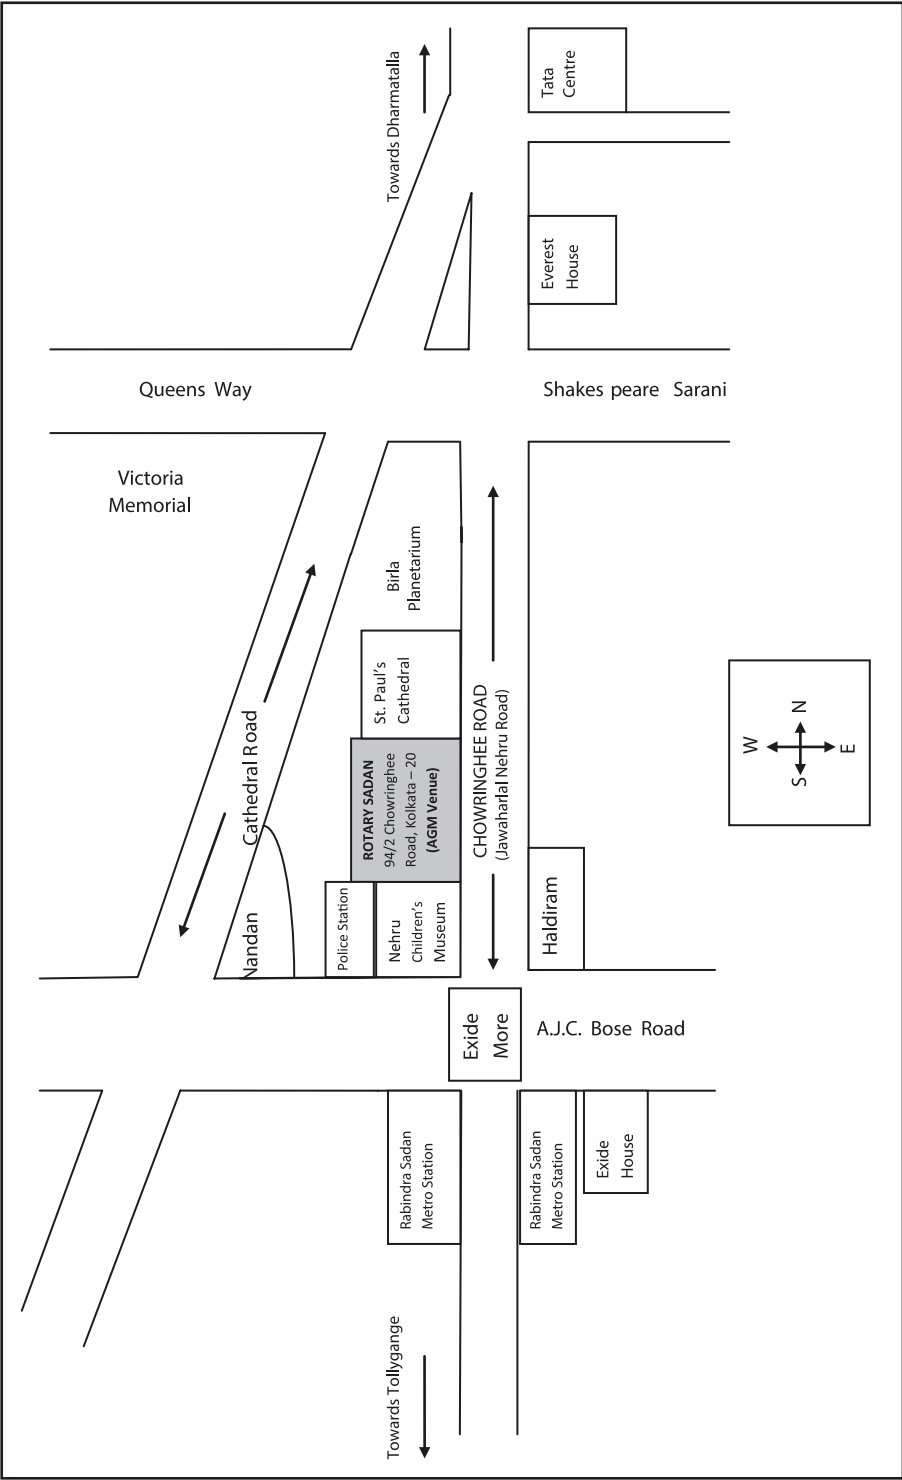 Towards Dharmatalla
Tata
Centre
Everest
House
Queens Way
Shakes peare Sarani
Victoria
Memorial
Birla
Planetarium
St. Paul's
Cathedral
Cathedral Road
ROTARY SADAN
94/2 Chowringhee
Road, Kolkata – 20
(AGM Venue)
CHOWRINGHEE ROAD
(Jawaharlal Nehru Road)
N
W
E
S
Nandan
Police Station
Nehru
Children's
Museum
Haldiram
Exide
More
A.J.C. Bose Road
Rabindra Sadan
Metro Station
Rabindra Sadan
Metro Station
Exide
House
Towards Tollygange